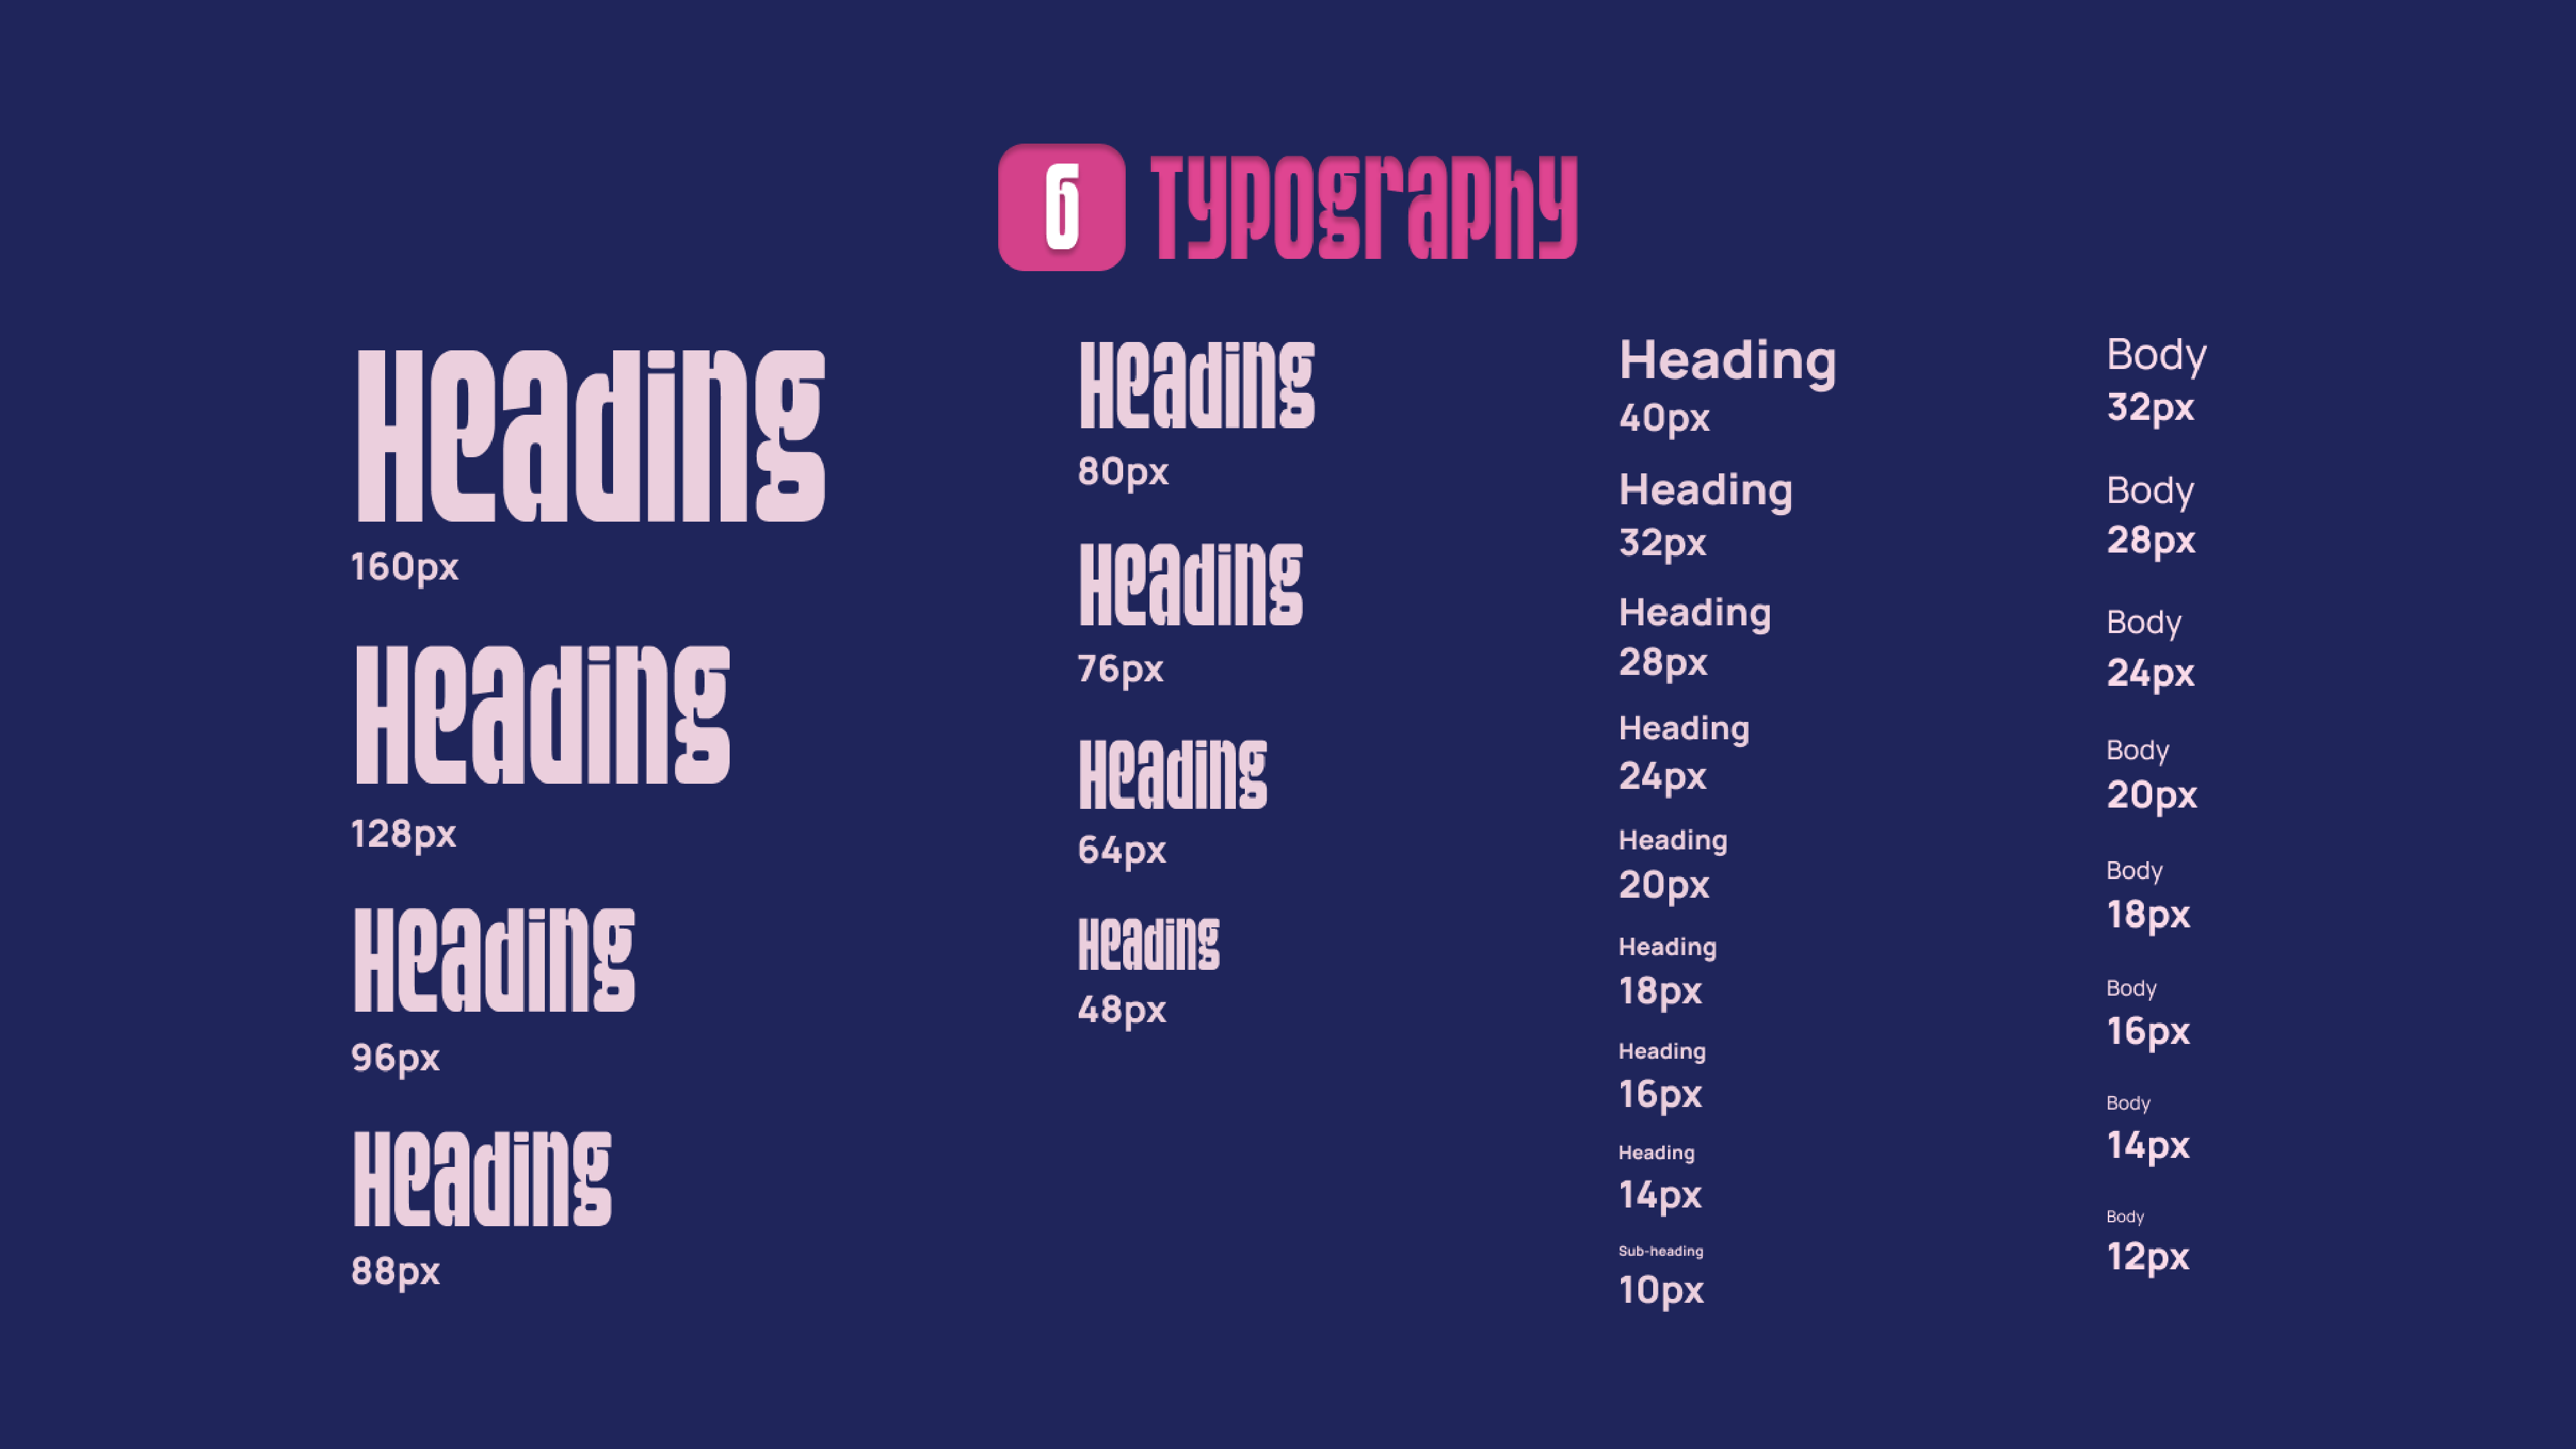 6 Typography
Heading
160px
Heading
128px
Heading
96px
Heading
88px
Heading
80px
Heading
76px
Heading
64px
Heading
48px
Heading
40px
Heading
32px
Heading
28px
Heading
24px
Heading
20px
Heading
18px
Heading
16px
Heading
14px
Sub-heading
10px
Body
32px
Body
28px
Body
24px
Body
20px
Body
18px
Body
16px
Body
14px
Body
12px